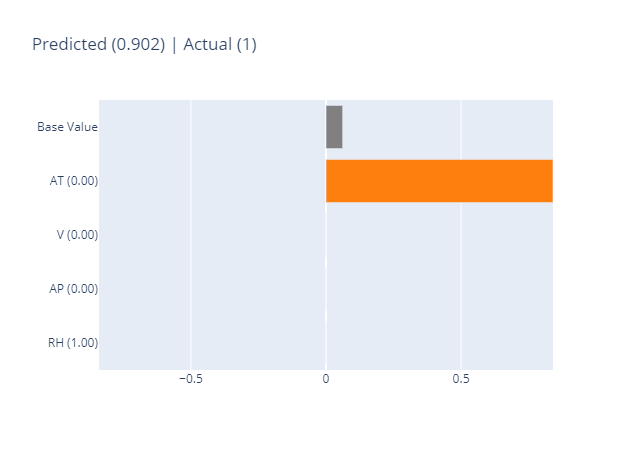 Predicted (0.902) | Actual (1)
Base Value
AT (0.00)
V (0.00)
AP (0.00)
RH (1.00)
−0.5 0 0.5